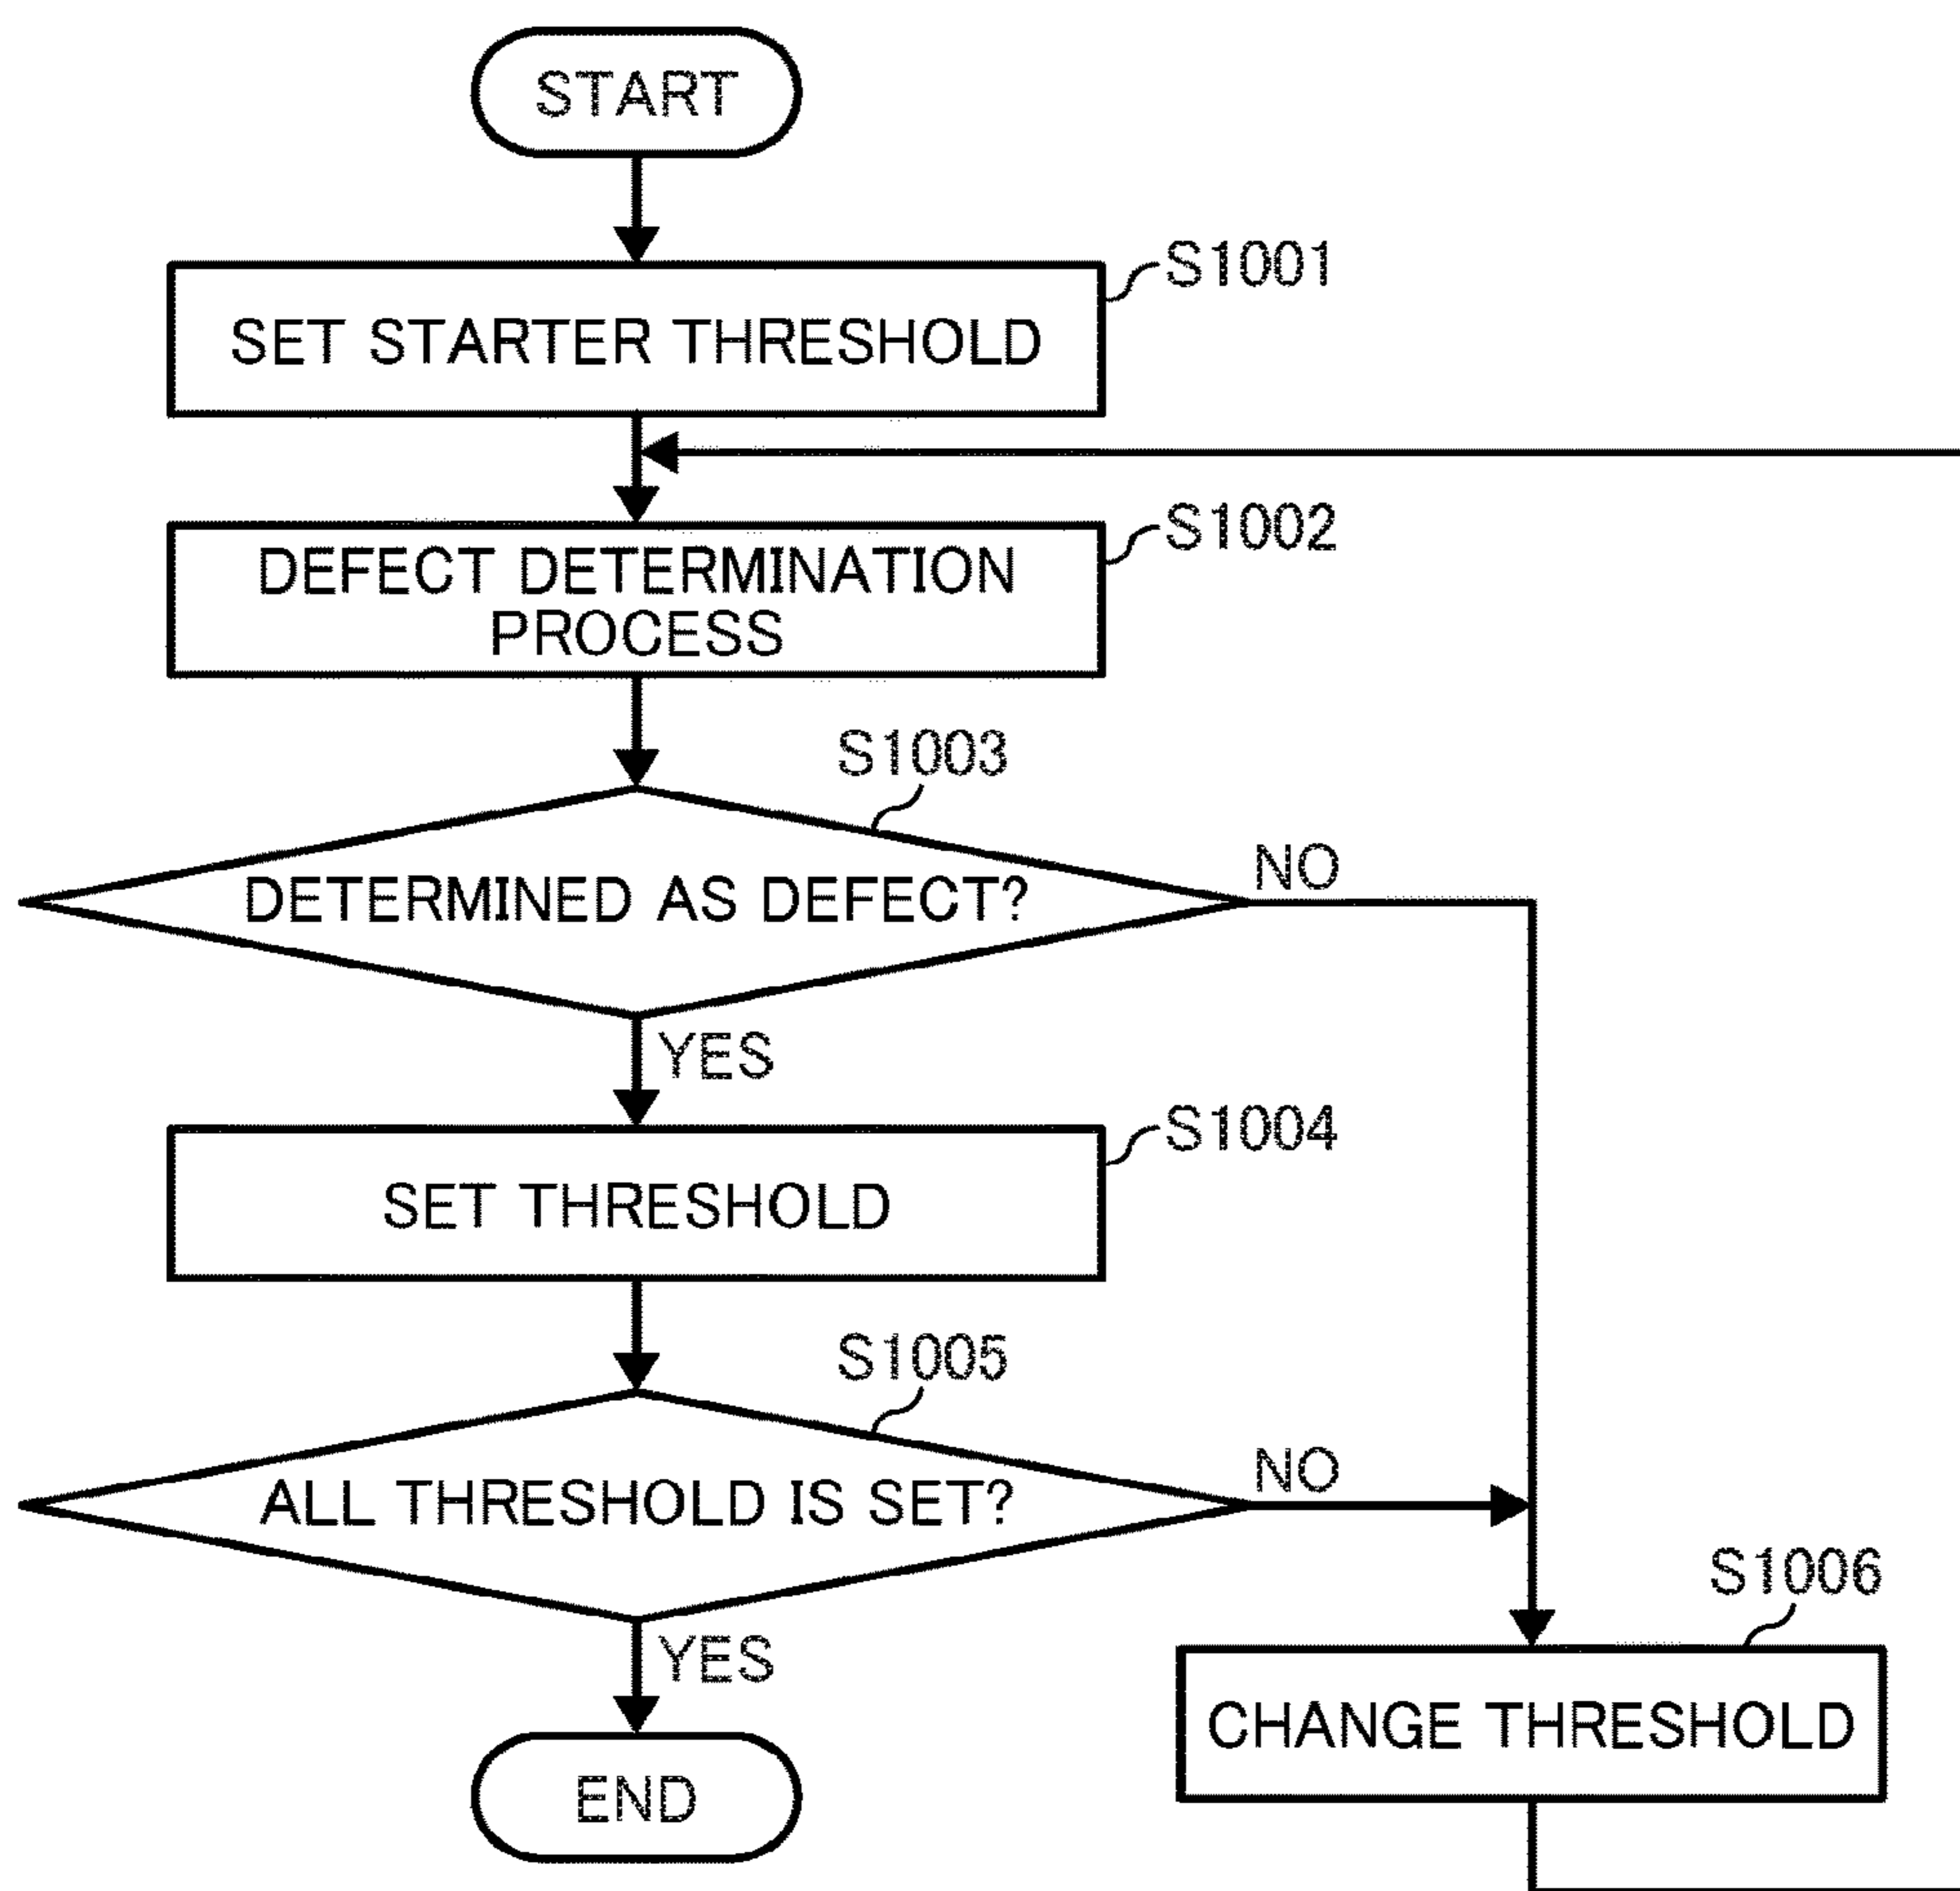 START
S1001
SET STARTER THRESHOLD
S1002
DEFECT DETERMINATION
PROCESS
S1003
DETERMINED AS DEFECT?
NO
YES
S1004
SET THRESHOLD
S1005
ALL THRESHOLD IS SET?
NO
YES
S1006
CHANGE THRESHOLD
END